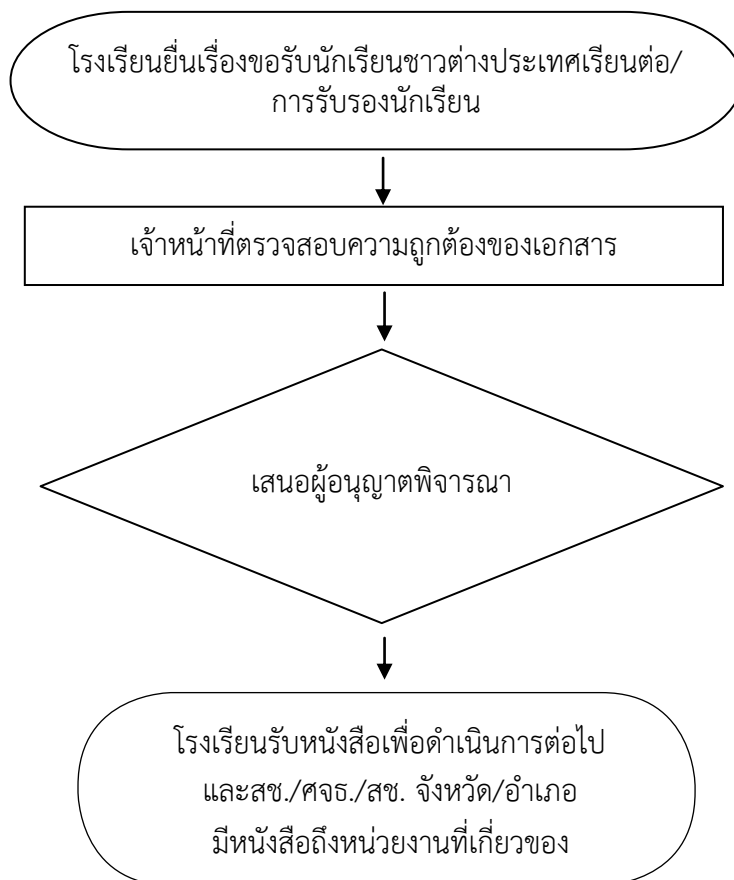 โรงเรียนยื่นเรื่องขอรับนักเรียนชาวต่างประเทศเรียนต่อ/
การรับรองนักเรียน
เจ้าหน้าที่ตรวจสอบความถูกต้องของเอกสาร
เสนอผู้อนุญาตพิจารณา
โรงเรียนรับหนังสือเพื่อดำเนินการต่อไป
และสช./ศจธ./สช. จังหวัด/อำเภอ
มีหนังสือถึงหน่วยงานที่เกี่ยวของ